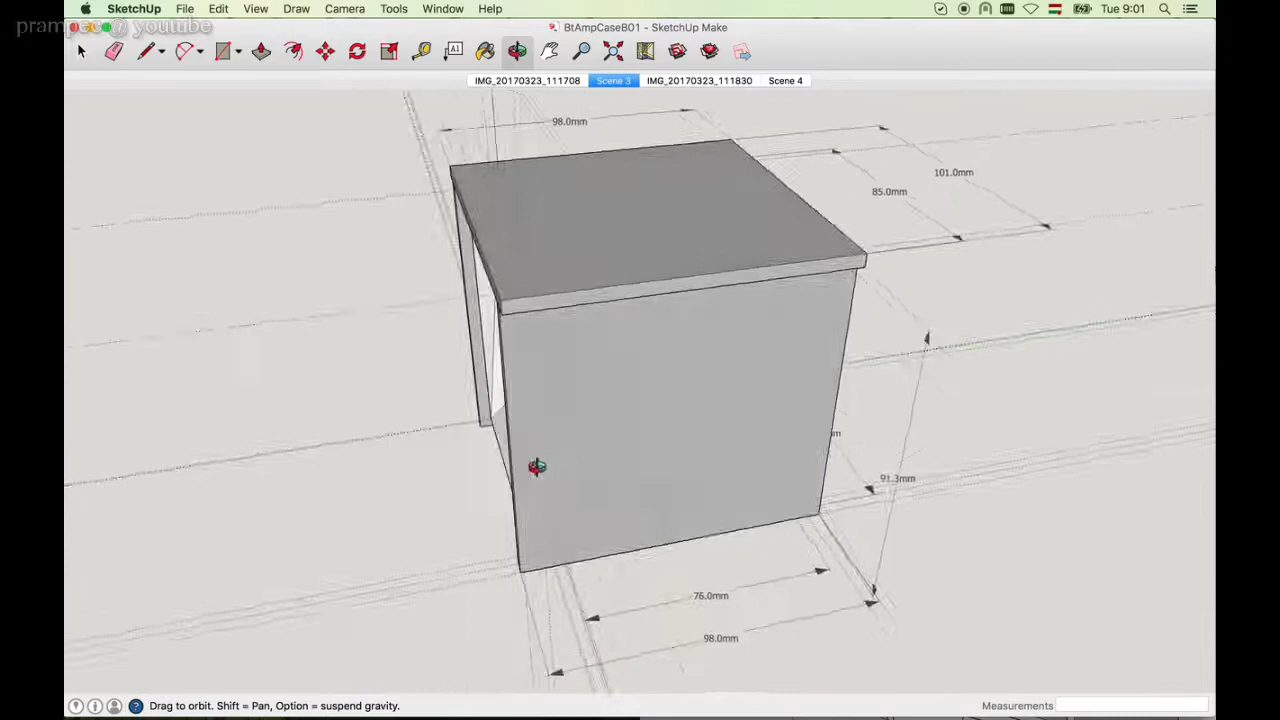 prampec @ youtube
SketchUp File Edit View Draw Camera Tools Window Help Tue 9:01
BtAmpCaseB01 - SketchUp Make
A1
IMG_20170323_111708 Scene 3 IMG_20170323_111830 Scene 4
98.0mm
101.0mm
85.0mm
91.3mm
76.0mm
98.0mm
Drag to orbit. Shift = Pan, Option = suspend gravity. Measurements